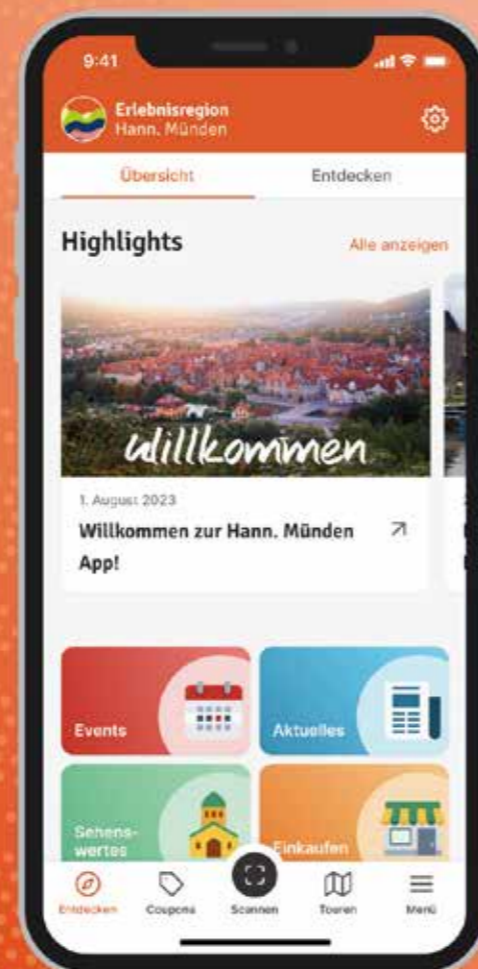 9:41
Erlebnisregion
Hann. Münden
Übersicht
Entdecken
Highlights
Alle anzeigen
Willkommen
1. August 2023
Willkommen zur Hann. Münden
App!
Events
Aktuelles
Sehens-
wertes
Einkaufen
Entdecken
Coupons
Scannen
Touren
Menü